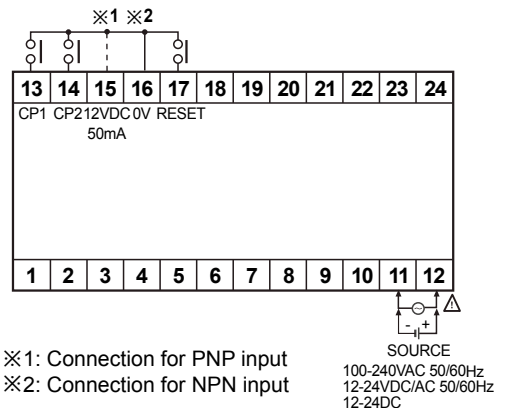 ※1 ※2
13 14 15 16 17 18 19 20 21 22 23 24
CP1 CP2 12VDC 0V RESET
50mA
1 2 3 4 5 6 7 8 9 10 11 12
- +
SOURCE
100-240VAC 50/60Hz
12-24VDC/AC 50/60Hz
12-24DC
※1: Connection for PNP input
※2: Connection for NPN input